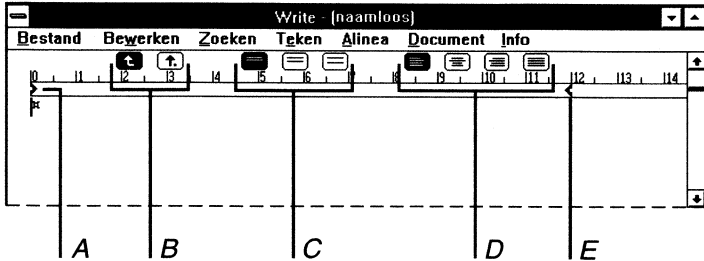 Write - (naamloos)
Bestand Bewerken Zoeken Teken Alinea Document Info
0 1 2 3 4 5 6 7 8 9 10 11 12 13 14
A B C D E